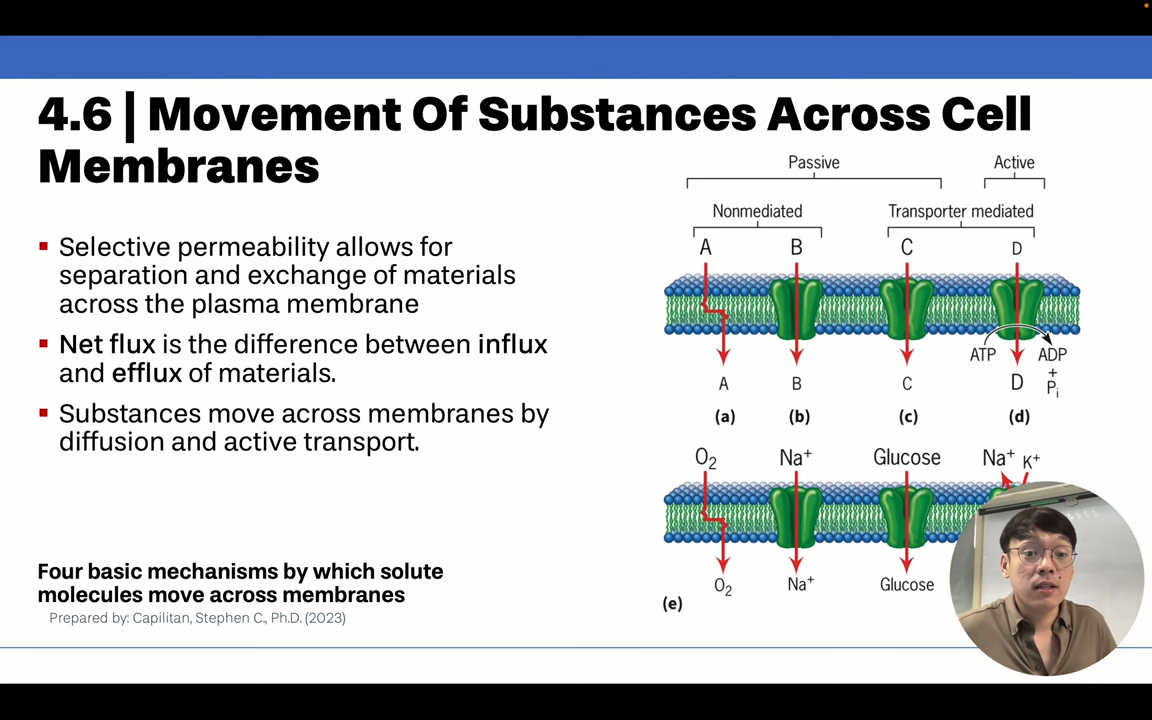 4.6 | Movement Of Substances Across Cell
Membranes
▪ Selective permeability allows for
separation and exchange of materials
across the plasma membrane
▪ Net flux is the difference between influx
and efflux of materials.
▪ Substances move across membranes by
diffusion and active transport.
Four basic mechanisms by which solute
molecules move across membranes
Prepared by: Capilitan, Stephen C., Ph.D. (2023)
Passive Active
Nonmediated Transporter mediated
A B C D
ATP ADP
+
Pi
A B C D
(a) (b) (c) (d)
O2 Na+ Glucose Na+ K+
O2 Na+ Glucose
(e)